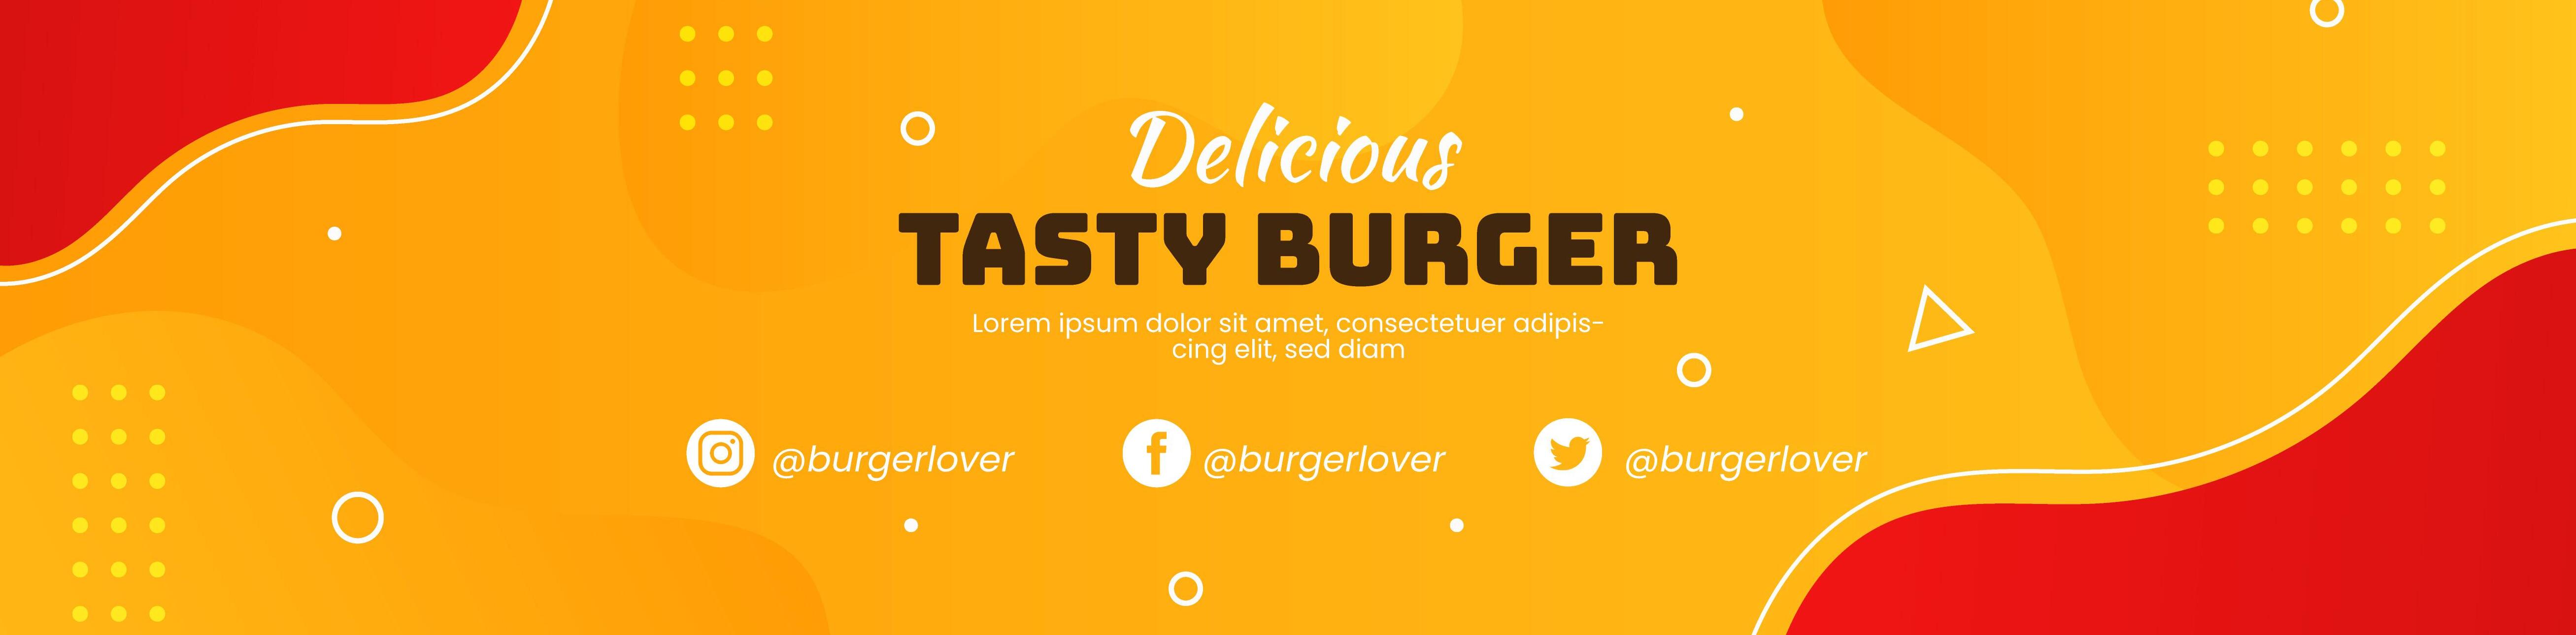 Delicious
TASTY BURGER
Lorem ipsum dolor sit amet, consectetuer adipis-
cing elit, sed diam
@burgerlover @burgerlover @burgerlover